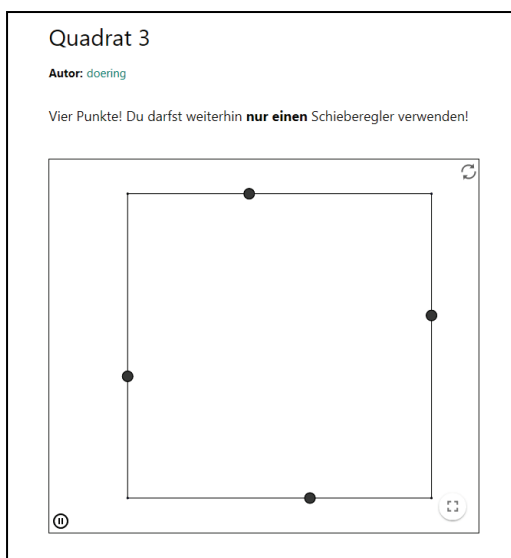 Quadrat 3
Autor: doering
Vier Punkte! Du darfst weiterhin nur einen Schieberegler verwenden!